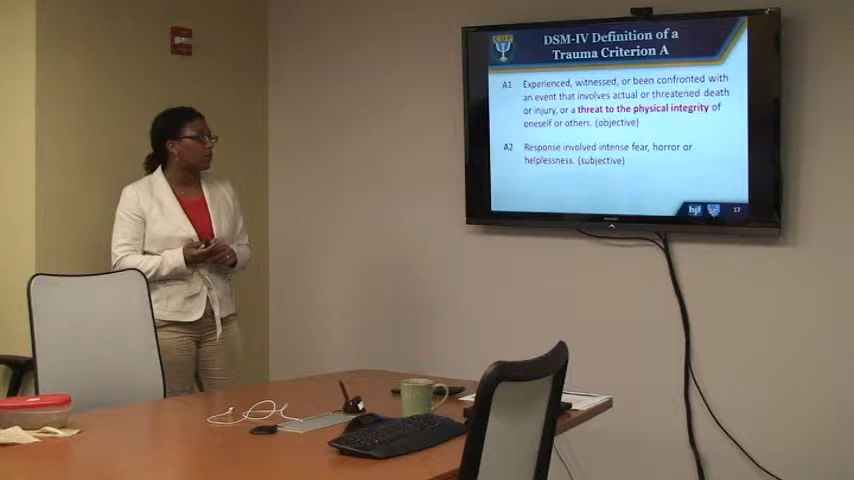 DSM-IV Definition of a
Trauma Criterion A
A1 Experienced, witnessed, or been confronted with
an event that involves actual or threatened death
or injury, or a threat to the physical integrity of
oneself or others. (objective)
A2 Response involved intense fear, horror or
helplessness. (subjective)
hjf 17